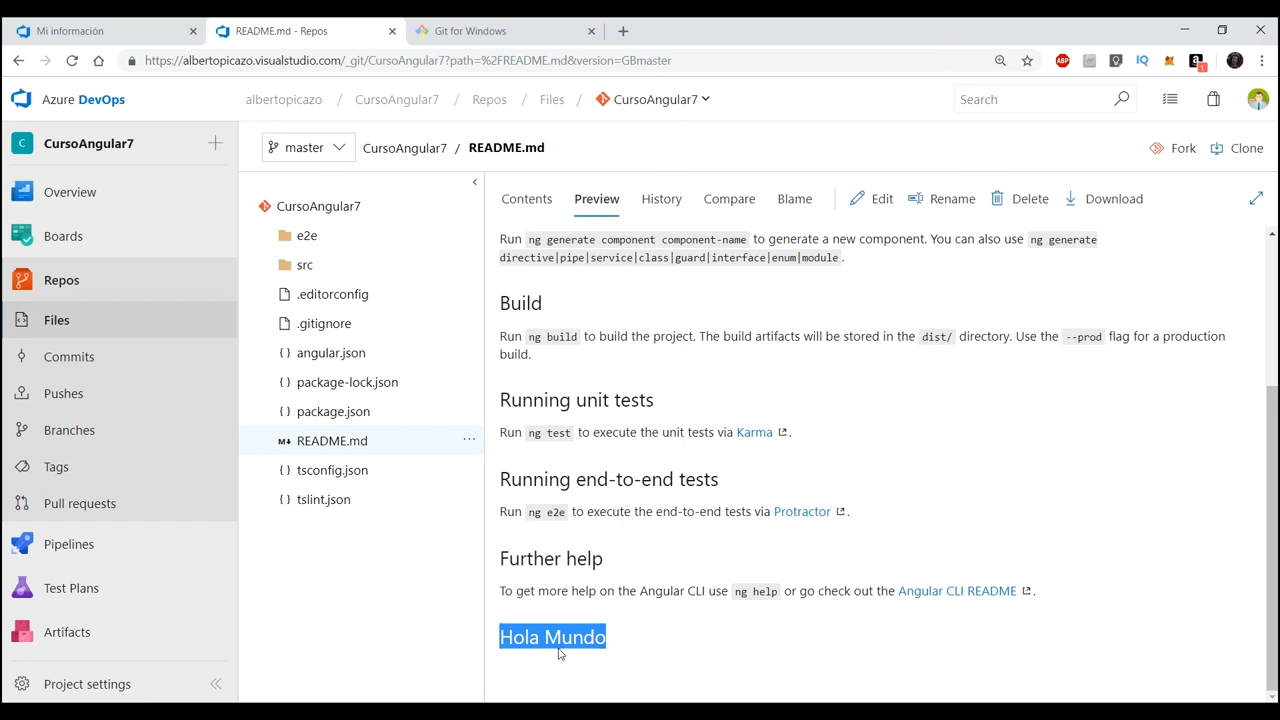 Mi información
README.md - Repos
Git for Windows
https://albertopicazo.visualstudio.com/_git/CursoAngular7?path=%2FREADME.md&version=GBmaster
ABP
IQ
1
Azure DevOps
albertopicazo / CursoAngular7 / Repos / Files / CursoAngular7
Search
C CursoAngular7
Overview
Boards
Repos
Files
Commits
Pushes
Branches
Tags
Pull requests
Pipelines
Test Plans
Artifacts
Project settings
master
CursoAngular7 / README.md
Fork
Clone
CursoAngular7
e2e
src
.editorconfig
.gitignore
{ } angular.json
{ } package-lock.json
{ } package.json
M↓ README.md ...
{ } tsconfig.json
{ } tslint.json
Contents Preview History Compare Blame Edit Rename Delete Download
Run ng generate component component-name to generate a new component. You can also use ng generate
directive|pipe|service|class|guard|interface|enum|module.
Build
Run ng build to build the project. The build artifacts will be stored in the dist/ directory. Use the --prod flag for a production
build.
Running unit tests
Run ng test to execute the unit tests via Karma.
Running end-to-end tests
Run ng e2e to execute the end-to-end tests via Protractor.
Further help
To get more help on the Angular CLI use ng help or go check out the Angular CLI README.
Hola Mundo